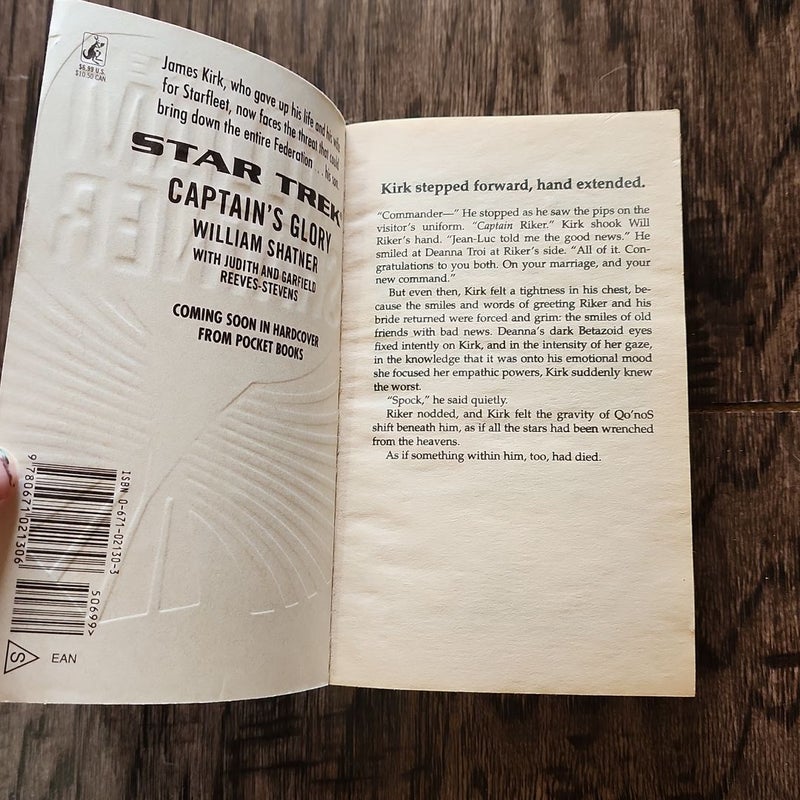 $6.99 U.S.
$10.50 CAN
James Kirk, who gave up his life and his wife
for Starfleet, now faces the threat that could
bring down the entire Federation . . . his son.
STAR TREK
CAPTAIN'S GLORY
WILLIAM SHATNER
WITH JUDITH AND GARFIELD
REEVES-STEVENS
COMING SOON IN HARDCOVER
FROM POCKET BOOKS
ISBN 0-671-02130-3
9 780671 021306
50699>
S
EAN
Kirk stepped forward, hand extended.
“Commander—” He stopped as he saw the pips on the
visitor's uniform. “Captain Riker.” Kirk shook Will
Riker's hand. “Jean-Luc told me the good news.” He
smiled at Deanna Troi at Riker's side. “All of it. Con-
gratulations to you both. On your marriage, and your
new command.”
But even then, Kirk felt a tightness in his chest, be-
cause the smiles and words of greeting Riker and his
bride returned were forced and grim: the smiles of old
friends with bad news. Deanna's dark Betazoid eyes
fixed intently on Kirk, and in the intensity of her gaze,
in the knowledge that it was onto his emotional mood
she focused her empathic powers, Kirk suddenly knew
the worst.
“Spock,” he said quietly.
Riker nodded, and Kirk felt the gravity of Qo'noS
shift beneath him, as if all the stars had been wrenched
from the heavens.
As if something within him, too, had died.